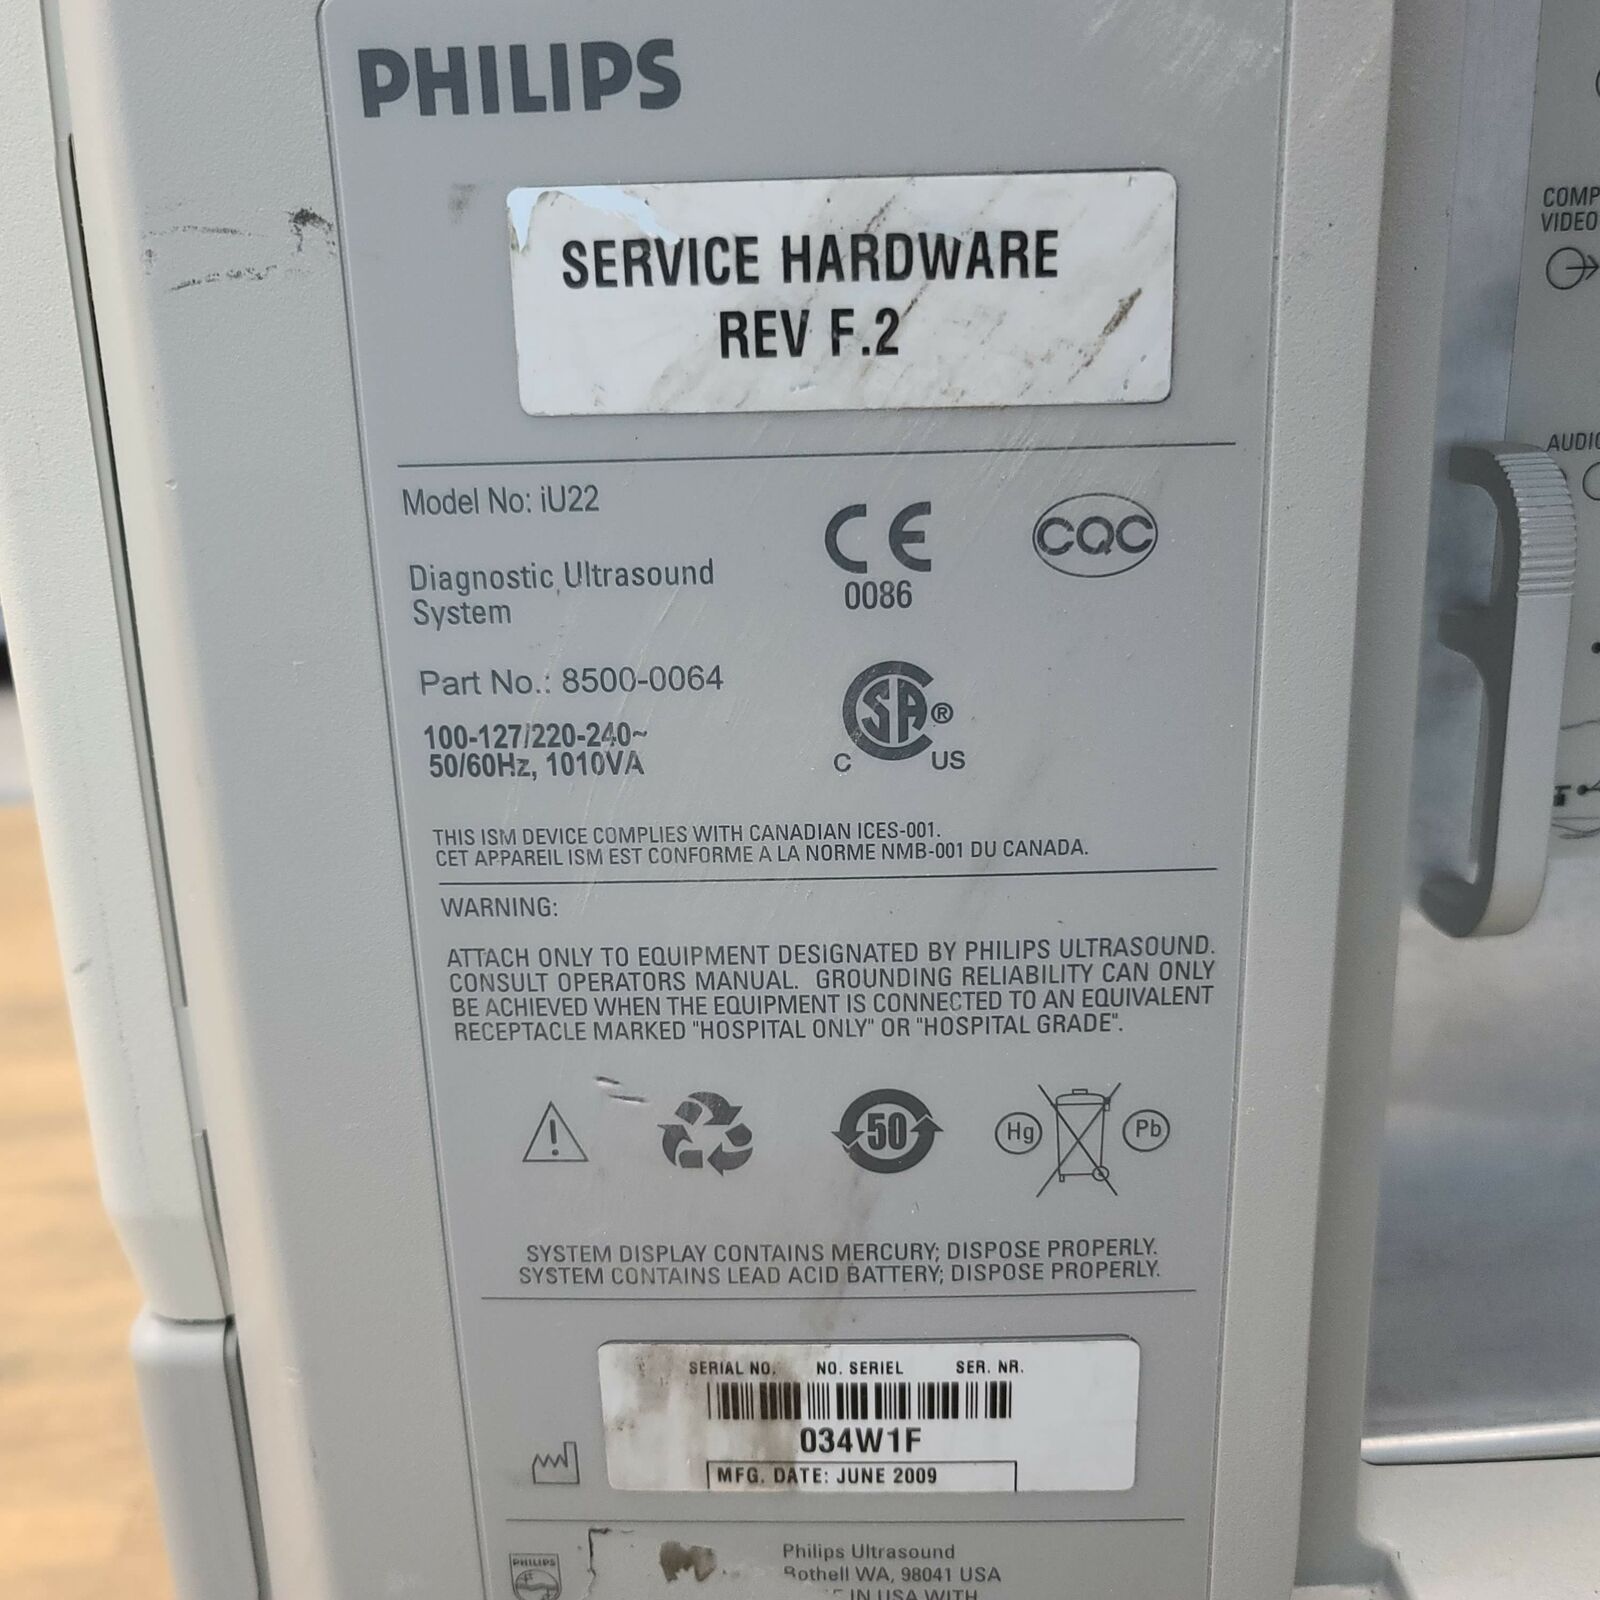 PHILIPS
SERVICE HARDWARE
REV F.2
Model No: iU22
Diagnostic Ultrasound
System
Part No.: 8500-0064
100-127/220-240~
50/60Hz, 1010VA
CE
0086
CQC
CSA®
C US
THIS ISM DEVICE COMPLIES WITH CANADIAN ICES-001.
CET APPAREIL ISM EST CONFORME A LA NORME NMB-001 DU CANADA.
WARNING:
ATTACH ONLY TO EQUIPMENT DESIGNATED BY PHILIPS ULTRASOUND.
CONSULT OPERATORS MANUAL. GROUNDING RELIABILITY CAN ONLY
BE ACHIEVED WHEN THE EQUIPMENT IS CONNECTED TO AN EQUIVALENT
RECEPTACLE MARKED "HOSPITAL ONLY" OR "HOSPITAL GRADE".
50
Hg
Pb
SYSTEM DISPLAY CONTAINS MERCURY; DISPOSE PROPERLY.
SYSTEM CONTAINS LEAD ACID BATTERY; DISPOSE PROPERLY.
SERIAL NO. NO. SERIEL SER. NR.
034W1F
MFG. DATE: JUNE 2009
PHILIPS
Philips Ultrasound
Bothell WA, 98041 USA
IN USA WITH
COMP
VIDEO
AUDIO